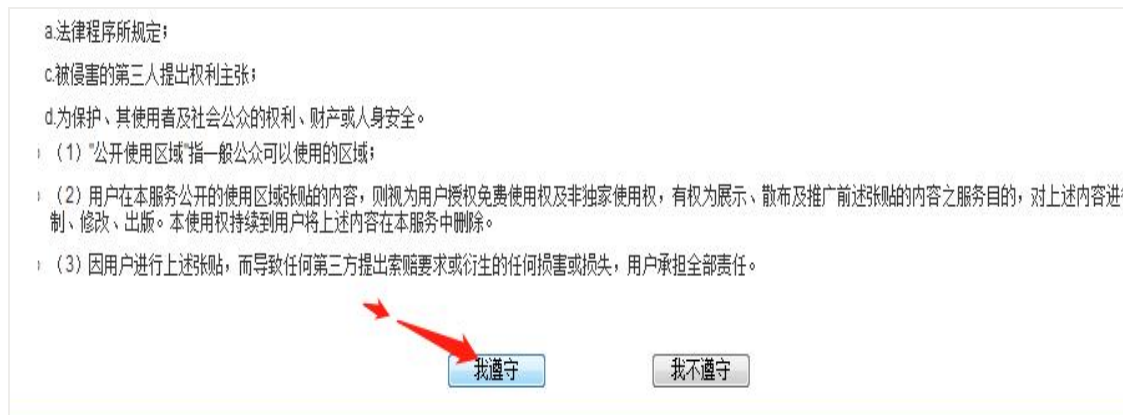 a.法律程序所规定；
c.被侵害的第三人提出权利主张；
d.为保护、其使用者及社会公众的权利、财产或人身安全。
（1）"公开使用区域"指一般公众可以使用的区域；
（2）用户在本服务公开的使用区域张贴的内容，则视为用户授权免费使用权及非独家使用权，有权为展示、散布及推广前述张贴的内容之服务目的，对上述内容进
制、修改、出版。本使用权持续到用户将上述内容在本服务中删除。
（3）因用户进行上述张贴，而导致任何第三方提出索赔要求或衍生的任何损害或损失，用户承担全部责任。
我遵守 我不遵守